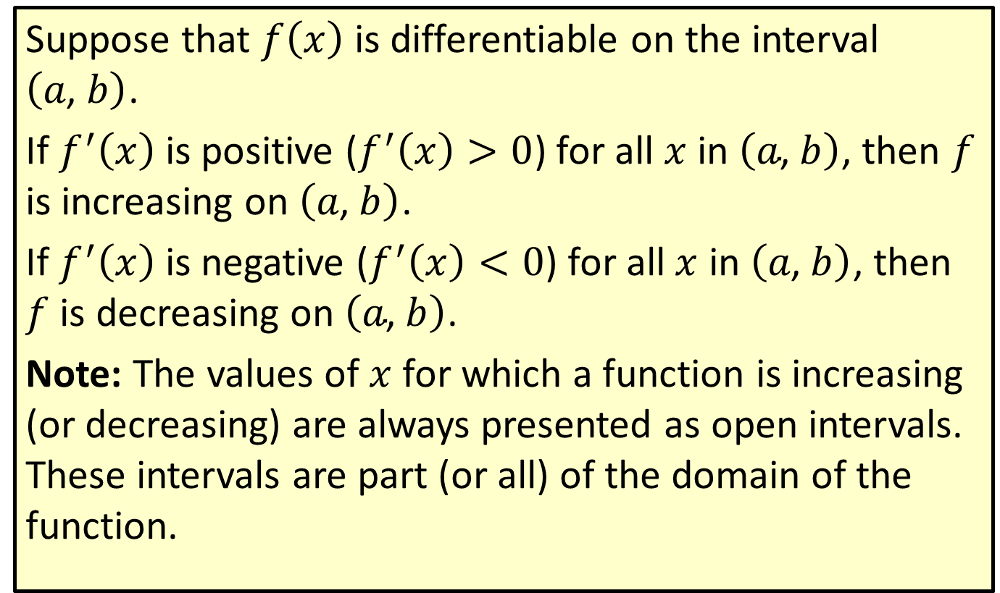 Suppose that f(x) is differentiable on the interval
(a, b).
If f′(x) is positive (f′(x) > 0) for all x in (a, b), then f
is increasing on (a, b).
If f′(x) is negative (f′(x) < 0) for all x in (a, b), then
f is decreasing on (a, b).
Note: The values of x for which a function is increasing
(or decreasing) are always presented as open intervals.
These intervals are part (or all) of the domain of the
function.